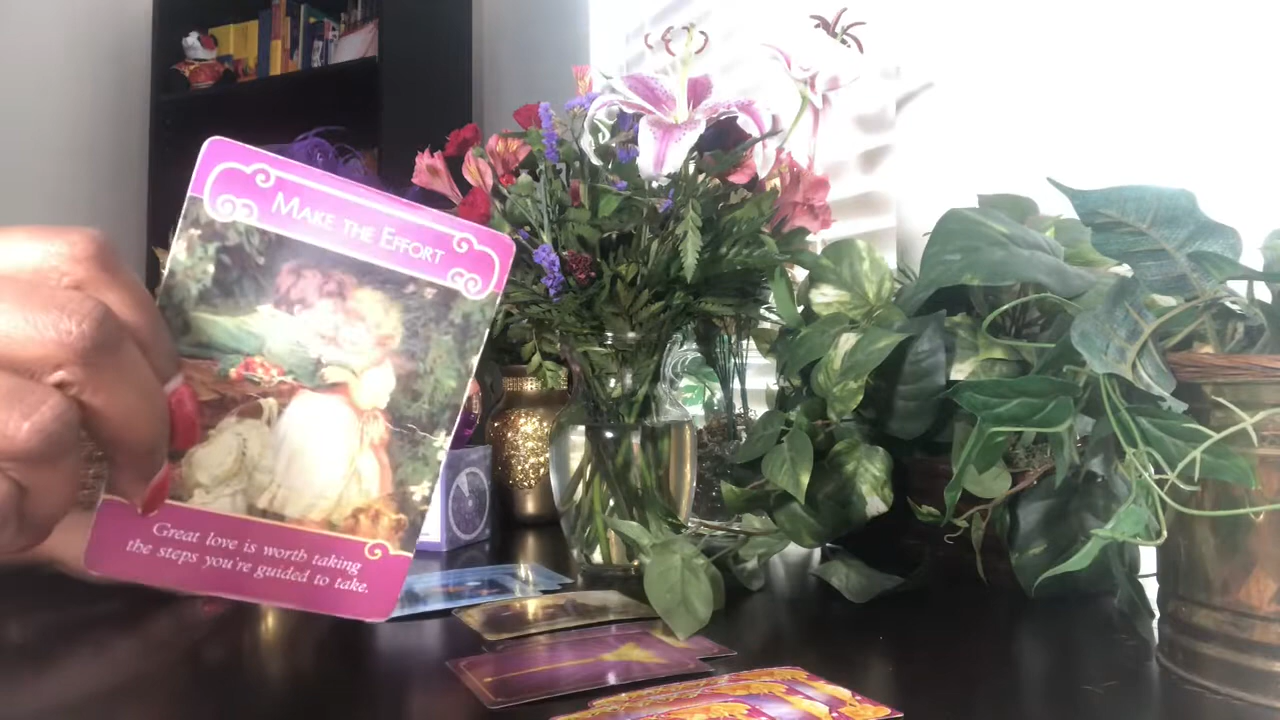 MAKE THE EFFORT
Great love is worth taking
the steps you're guided to take.